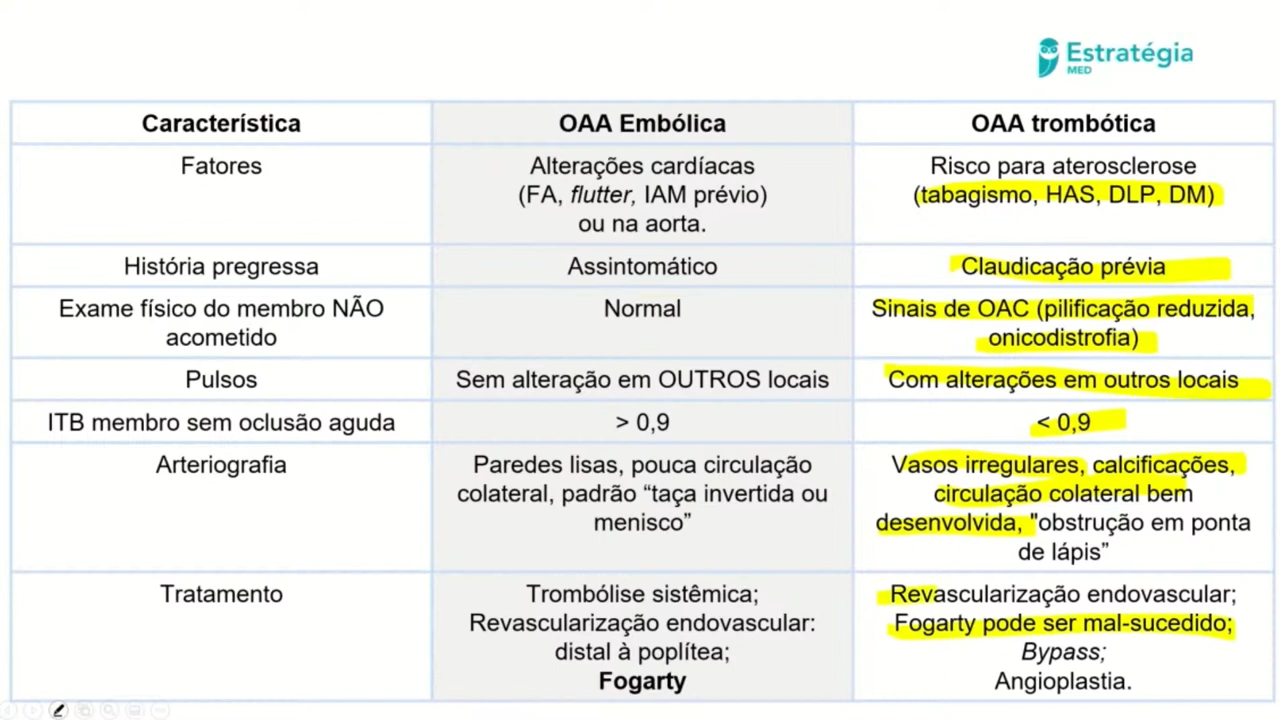 Estratégia
MED
Característica
OAA Embólica
OAA trombótica
Fatores
Alterações cardíacas
(FA, flutter, IAM prévio)
ou na aorta.
Risco para aterosclerose
(tabagismo, HAS, DLP, DM)
História pregressa
Assintomático
Claudicação prévia
Exame físico do membro NÃO
acometido
Normal
Sinais de OAC (pilificação reduzida,
onicodistrofia)
Pulsos
Sem alteração em OUTROS locais
Com alterações em outros locais
ITB membro sem oclusão aguda
> 0,9
< 0,9
Arteriografia
Paredes lisas, pouca circulação
colateral, padrão “taça invertida ou
menisco”
Vasos irregulares, calcificações,
circulação colateral bem
desenvolvida, "obstrução em ponta
de lápis”
Tratamento
Trombólise sistêmica;
Revascularização endovascular:
distal à poplítea;
Fogarty
Revascularização endovascular;
Fogarty pode ser mal-sucedido;
Bypass;
Angioplastia.